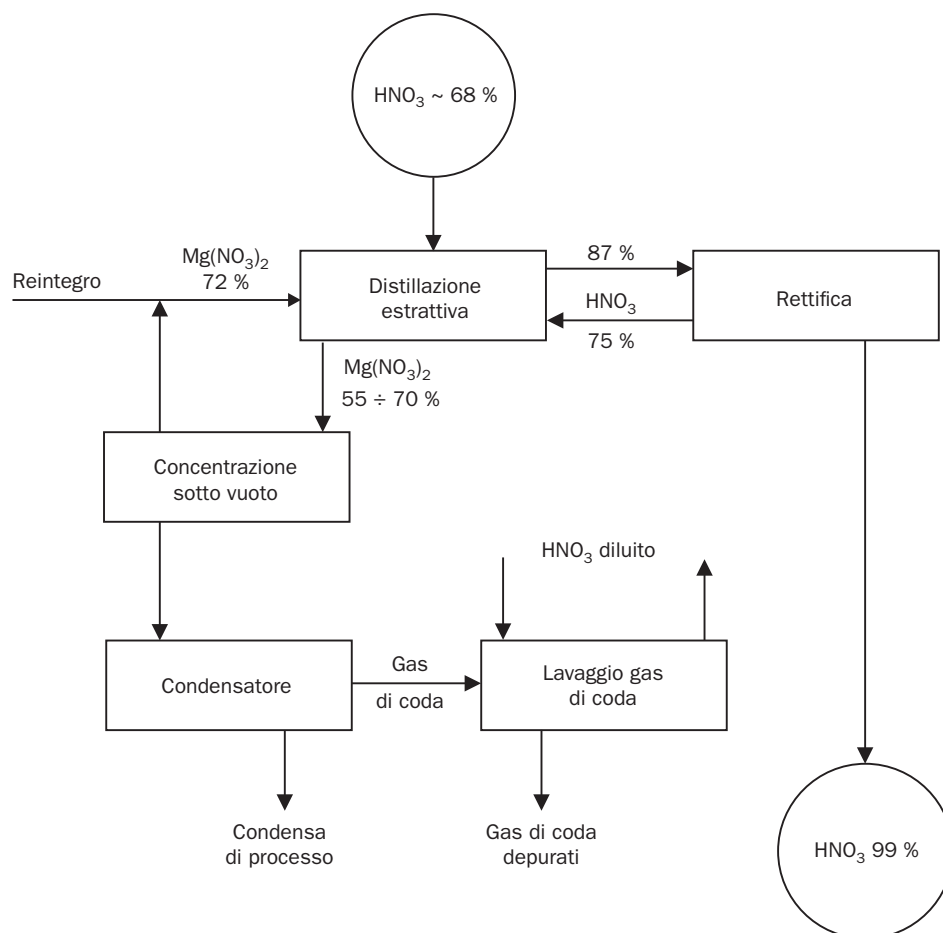 HNO₃ ~ 68 %
Mg(NO₃)₂
72 %
Reintegro
Distillazione
estrattiva
87 %
HNO₃
75 %
Rettifica
Mg(NO₃)₂
55 ÷ 70 %
Concentrazione
sotto vuoto
HNO₃ diluito
Condensatore
Gas
di coda
Lavaggio gas
di coda
Condensa
di processo
Gas di coda
depurati
HNO₃ 99 %